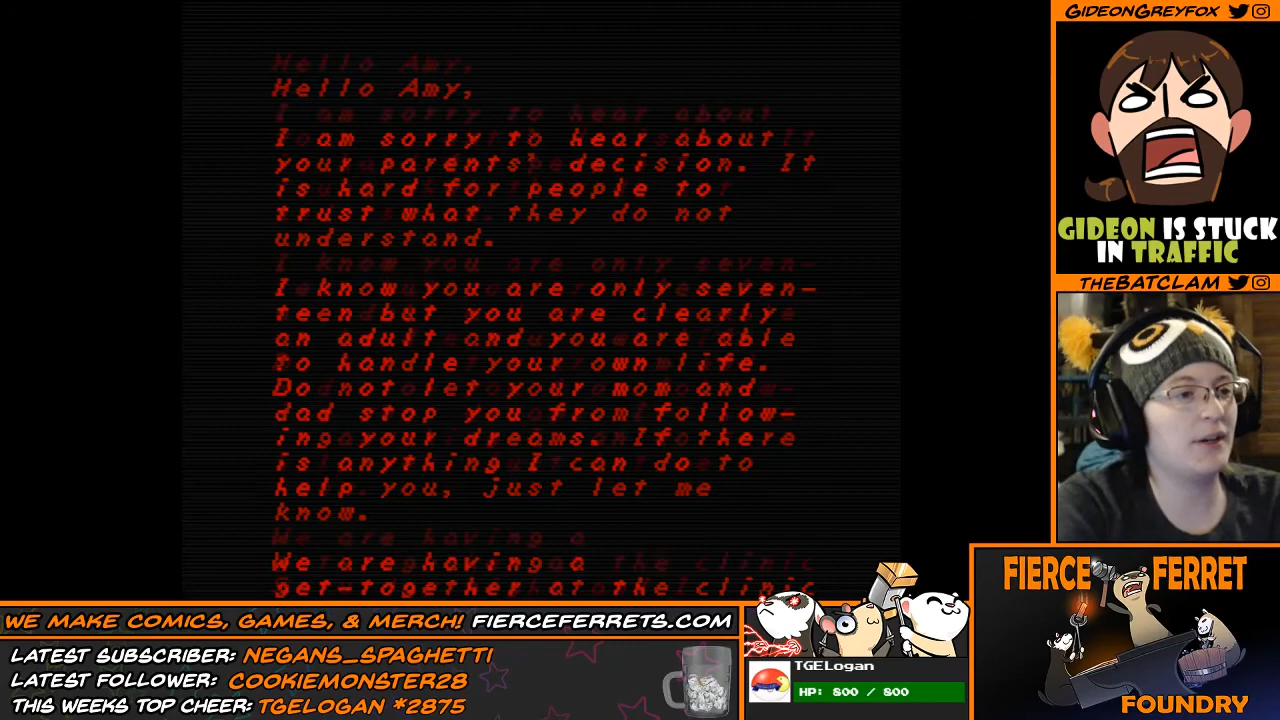 Hello Amy,
I am sorry to hear about
your parents' decision. It
is hard for people to
trust what they do not
understand.
I know you are only seven-
teen but you are clearly
an adult and you are able
to handle your own life.
Do not let your mom and
dad stop you from follow-
ing your dreams. If there
is anything I can do to
help you, just let me
know.
We are having a
get-together at the clinic
GIDEONGREYFOX
GIDEON IS STUCK
IN TRAFFIC
THEBATCLAM
FIERCE FERRET
FOUNDRY
WE MAKE COMICS, GAMES, & MERCH! FIERCEFERRETS.COM
LATEST SUBSCRIBER: NEGANS_SPAGHETTI
LATEST FOLLOWER: COOKIEMONSTER28
THIS WEEKS TOP CHEER: TGELOGAN *2875
TGELogan
HP: 800 / 800